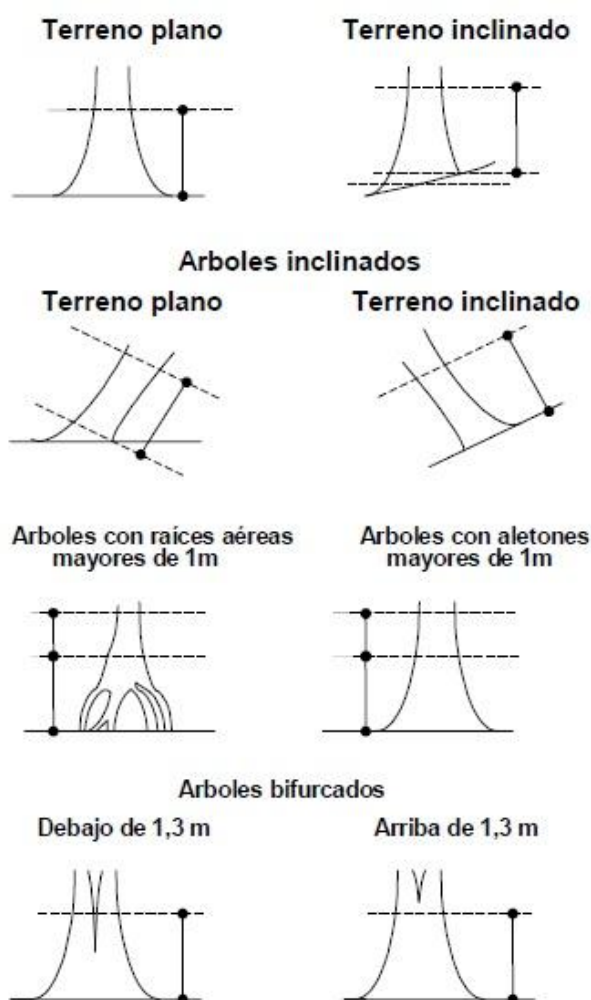 Terreno plano
Terreno inclinado
Arboles inclinados
Terreno plano
Terreno inclinado
Arboles con raíces aéreas
mayores de 1m
Arboles con aletones
mayores de 1m
Arboles bifurcados
Debajo de 1,3 m
Arriba de 1,3 m